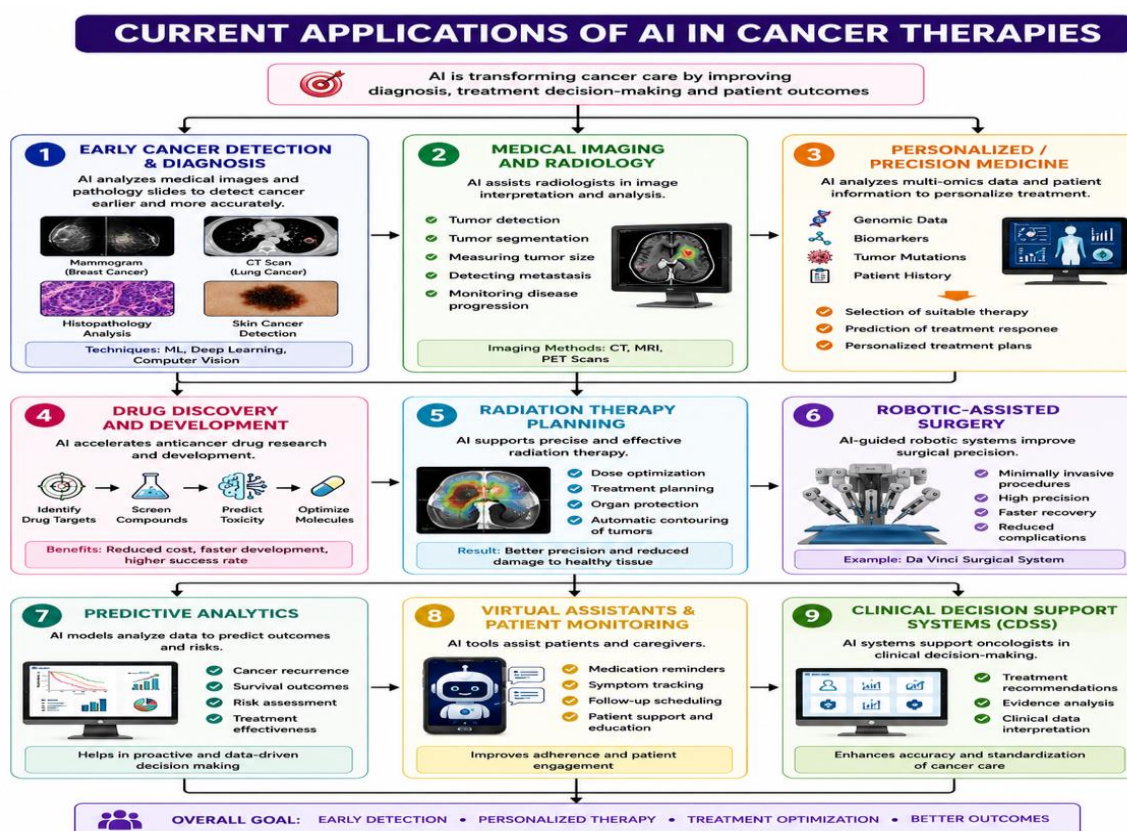 CURRENT APPLICATIONS OF AI IN CANCER THERAPIES
AI is transforming cancer care by improving
diagnosis, treatment decision-making and patient outcomes
1 EARLY CANCER DETECTION
& DIAGNOSIS
AI analyzes medical images and
pathology slides to detect cancer
earlier and more accurately.
Mammogram
(Breast Cancer)
CT Scan
(Lung Cancer)
Histopathology
Analysis
Skin Cancer
Detection
Techniques: ML, Deep Learning,
Computer Vision
2 MEDICAL IMAGING
AND RADIOLOGY
AI assists radiologists in image
interpretation and analysis.
Tumor detection
Tumor segmentation
Measuring tumor size
Detecting metastasis
Monitoring disease
progression
Imaging Methods: CT, MRI,
PET Scans
3 PERSONALIZED /
PRECISION MEDICINE
AI analyzes multi-omics data and patient
information to personalize treatment.
Genomic Data
Biomarkers
Tumor Mutations
Patient History
Selection of suitable therapy
Prediction of treatment responee
Personalized treatment plans
4 DRUG DISCOVERY
AND DEVELOPMENT
AI accelerates anticancer drug research
and development.
Identify
Drug Targets
Screen
Compounds
Predict
Toxicity
Optimize
Molecules
Benefits: Reduced cost, faster development,
higher success rate
5 RADIATION THERAPY
PLANNING
AI supports precise and effective
radiation therapy.
Dose optimization
Treatment planning
Organ protection
Automatic contouring
of tumors
Result: Better precision and reduced
damage to healthy tissue
6 ROBOTIC-ASSISTED
SURGERY
AI-guided robotic systems improve
surgical precision.
Minimally invasive
procedures
High precision
Faster recovery
Reduced
complications
Example: Da Vinci Surgical System
7 PREDICTIVE ANALYTICS
AI models analyze data to predict outcomes
and risks.
Cancer recurrence
Survival outcomes
Risk assessment
Treatment
effectiveness
Helps in proactive and data-driven
decision making
8 VIRTUAL ASSISTANTS &
PATIENT MONITORING
AI tools assist patients and caregivers.
Medication reminders
Symptom tracking
Follow-up scheduling
Patient support and
education
Improves adherence and patient
engagement
9 CLINICAL DECISION SUPPORT
SYSTEMS (CDSS)
AI systems support oncologists in
clinical decision-making.
Treatment
recommendations
Evidence analysis
Clinical data
interpretation
Enhances accuracy and standardization
of cancer care
OVERALL GOAL: EARLY DETECTION • PERSONALIZED THERAPY • TREATMENT OPTIMIZATION • BETTER OUTCOMES